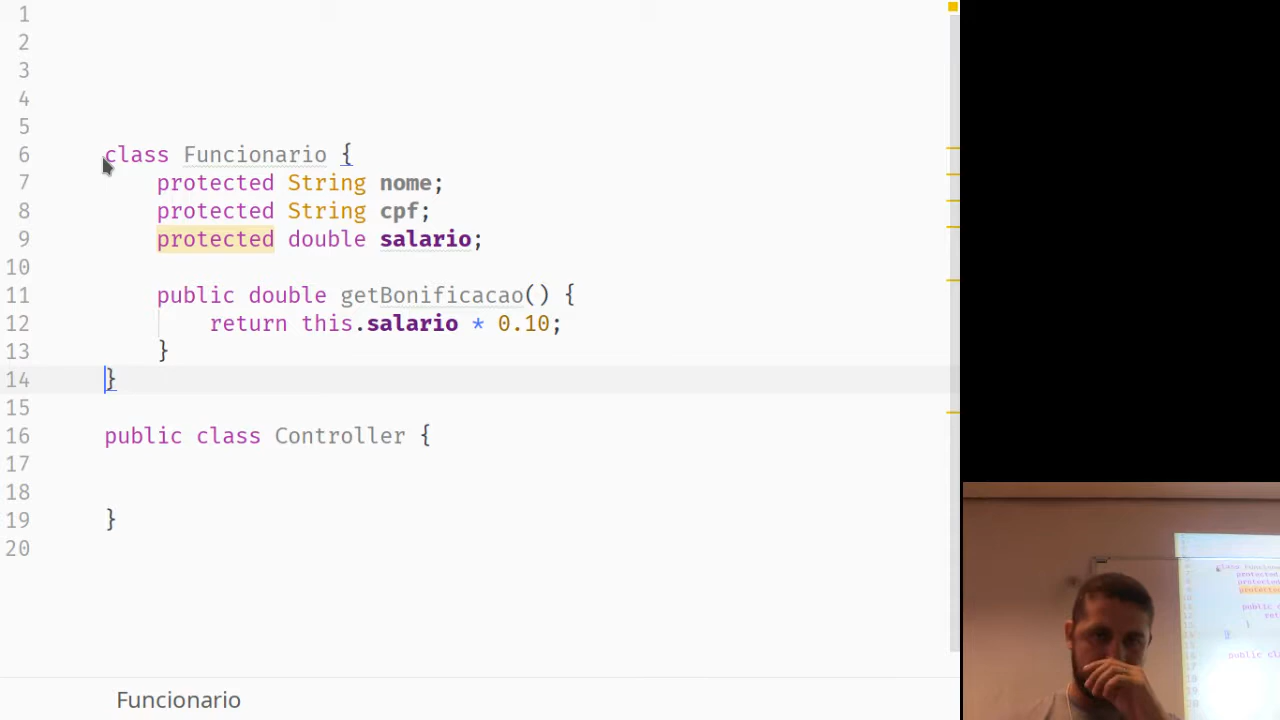 1
2
3
4
5
6 class Funcionario {
7 protected String nome;
8 protected String cpf;
9 protected double salario;
10
11 public double getBonificacao() {
12 return this.salario * 0.10;
13 }
14 }
15
16 public class Controller {
17
18
19 }
20
Funcionario